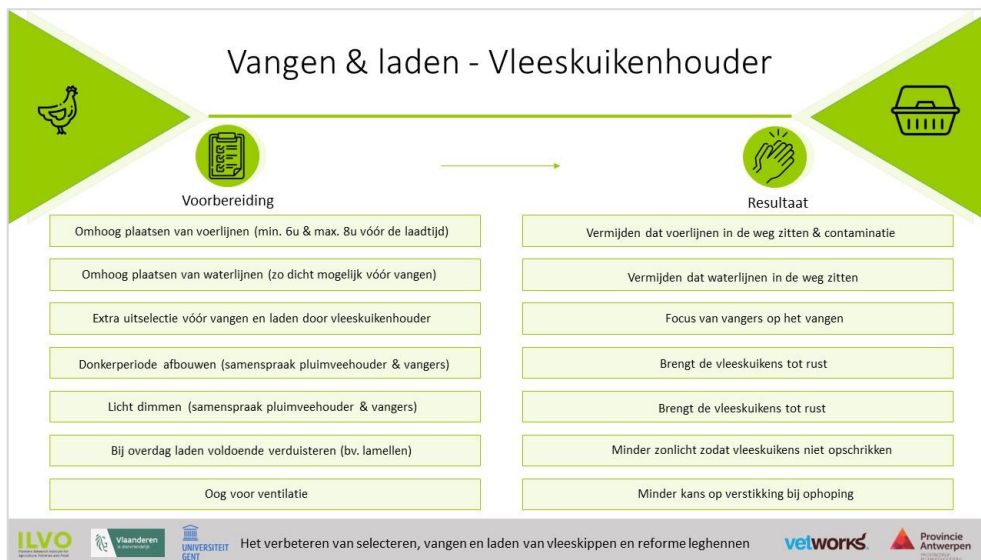 Vangen & laden - Vleeskuikenhouder
Voorbereiding
Resultaat
Omhoog plaatsen van voerlijnen (min. 6u & max. 8u vóór de laadtijd)
Vermijden dat voerlijnen in de weg zitten & contaminatie
Omhoog plaatsen van waterlijnen (zo dicht mogelijk vóór vangen)
Vermijden dat waterlijnen in de weg zitten
Extra uitselectie vóór vangen en laden door vleeskuikenhouder
Focus van vangers op het vangen
Donkerperiode afbouwen (samenspraak pluimveehouder & vangers)
Brengt de vleeskuikens tot rust
Licht dimmen (samenspraak pluimveehouder & vangers)
Brengt de vleeskuikens tot rust
Bij overdag laden voldoende verduisteren (bv. lamellen)
Minder zonlicht zodat vleeskuikens niet opschrikken
Oog voor ventilatie
Minder kans op verstikking bij ophoping
ILVO
Vlaanderen
UNIVERSITEIT
GENT
Het verbeteren van selecteren, vangen en laden van vleeskippen en reforme leghennen
vetworks.
Provincie
Antwerpen